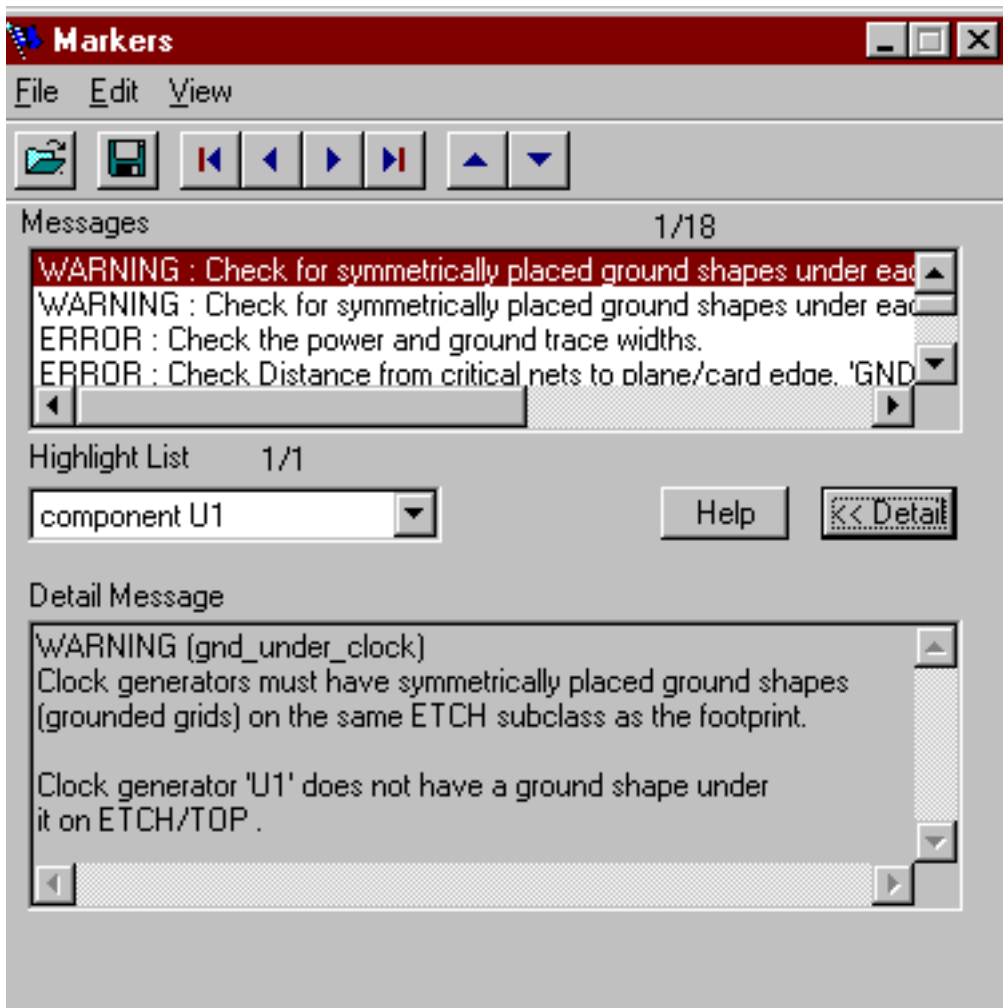 Markers
File Edit View
Messages 1/18
WARNING : Check for symmetrically placed ground shapes under eac
WARNING : Check for symmetrically placed ground shapes under eac
ERROR : Check the power and ground trace widths.
ERROR : Check Distance from critical nets to plane/card edge. 'GND
Highlight List 1/1
component U1 Help << Detail
Detail Message
WARNING (gnd_under_clock)
Clock generators must have symmetrically placed ground shapes
(grounded grids) on the same ETCH subclass as the footprint.
Clock generator 'U1' does not have a ground shape under
it on ETCH/TOP .